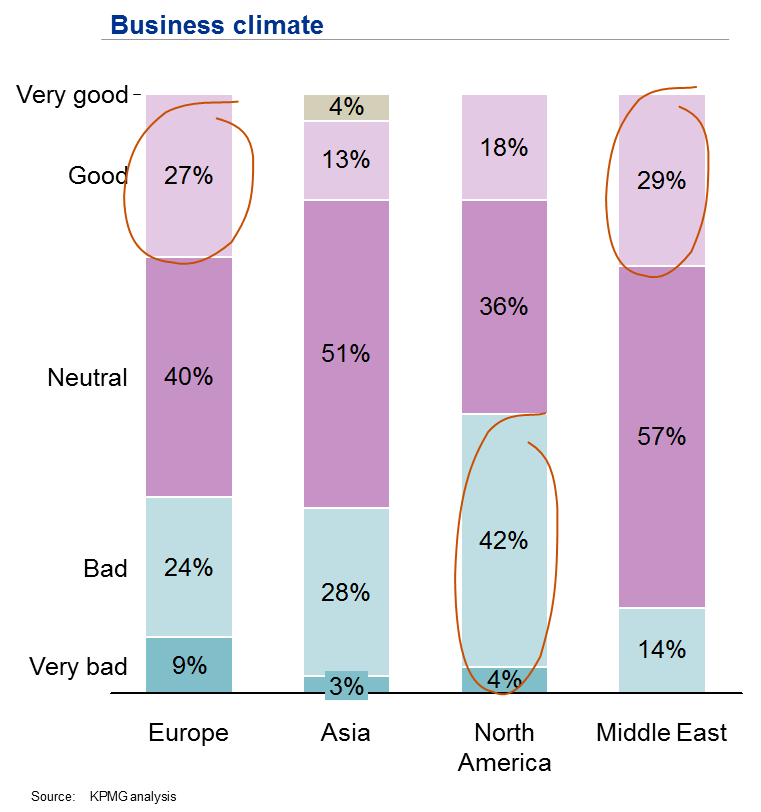 Business climate
Very good
4%
13%
18%
Good
27%
29%
36%
51%
Neutral
40%
57%
42%
Bad
24%
28%
14%
Very bad
9%
3%
4%
Europe
Asia
North
America
Middle East
Source: KPMG analysis